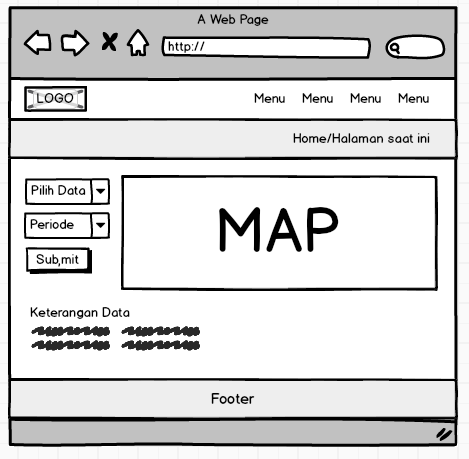 A Web Page
http://
LOGO
Menu Menu Menu Menu
Home/Halaman saat ini
Pilih Data
Periode
Sub,mit
MAP
Keterangan Data
Footer